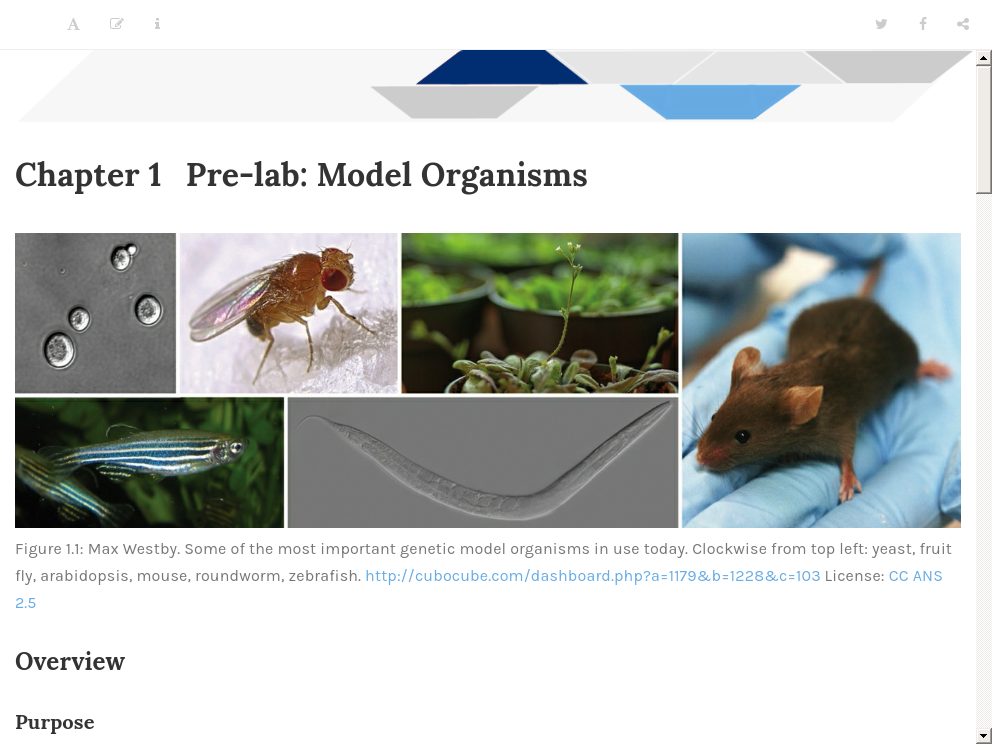 Chapter 1 Pre-lab: Model Organisms
Figure 1.1: Max Westby. Some of the most important genetic model organisms in use today. Clockwise from top left: yeast, fruit
fly, arabidopsis, mouse, roundworm, zebrafish. http://cubocube.com/dashboard.php?a=1179&b=1228&c=103 License: CC ANS
2.5
Overview
Purpose